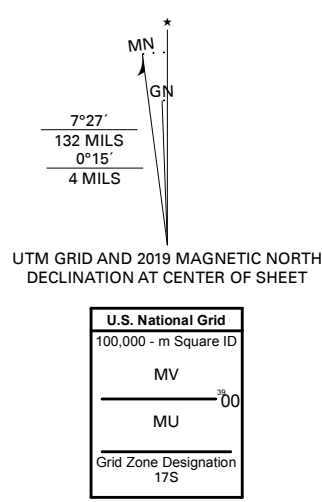 ★
MN
GN
7°27´
132 MILS
0°15´
4 MILS
UTM GRID AND 2019 MAGNETIC NORTH
DECLINATION AT CENTER OF SHEET
U.S. National Grid
100,000 - m Square ID
MV
39 00
MU
Grid Zone Designation
17S